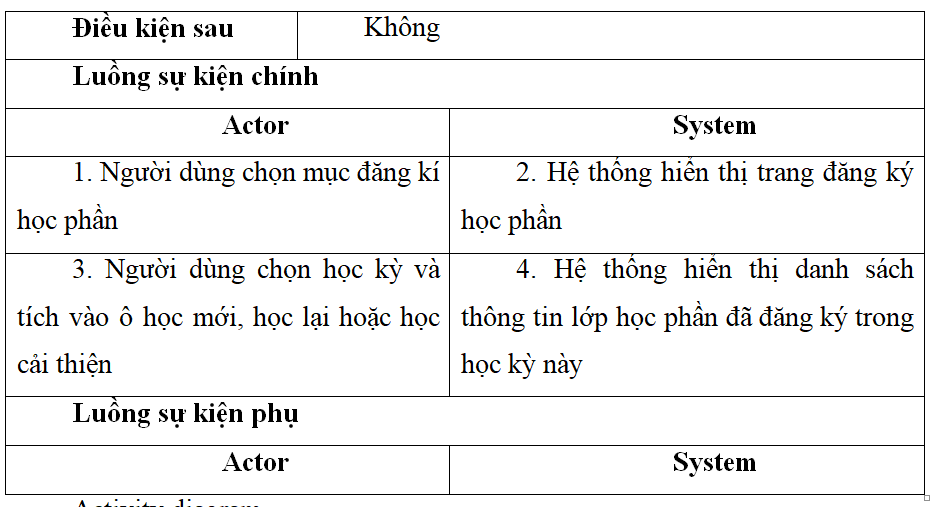 Điều kiện sau Không
Luồng sự kiện chính
Actor System
1. Người dùng chọn mục đăng kí
học phần
2. Hệ thống hiển thị trang đăng ký
học phần
3. Người dùng chọn học kỳ và
tích vào ô học mới, học lại hoặc học
cải thiện
4. Hệ thống hiển thị danh sách
thông tin lớp học phần đã đăng ký trong
học kỳ này
Luồng sự kiện phụ
Actor System